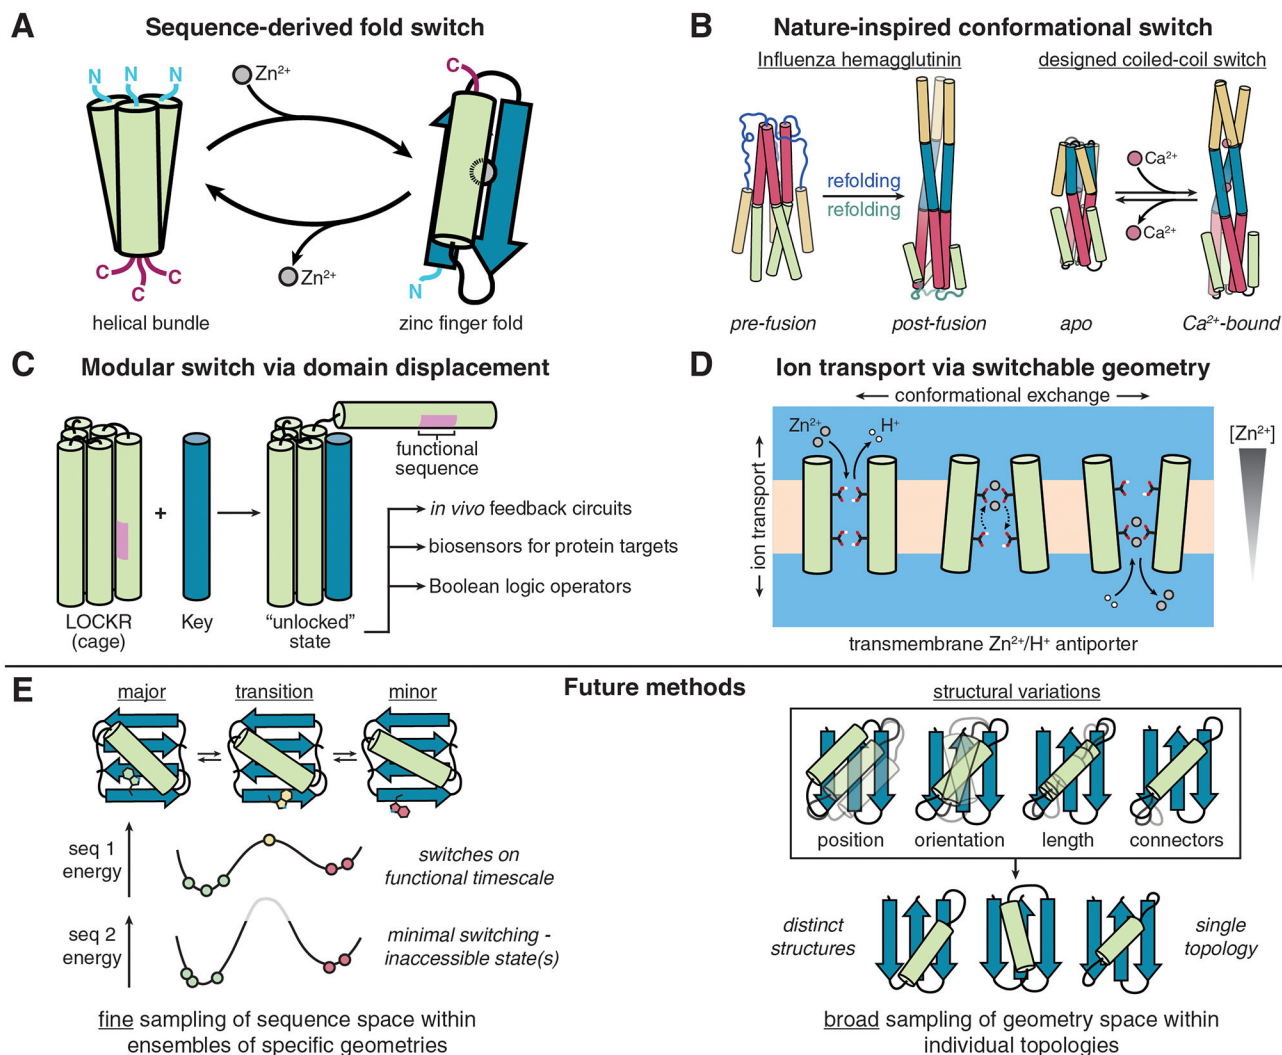 A
Sequence-derived fold switch
N
N
N
Zn²⁺
C
C
C
C
Zn²⁺
N
helical bundle
zinc finger fold
B
Nature-inspired conformational switch
Influenza hemagglutinin
designed coiled-coil switch
refolding
refolding
Ca²⁺
Ca²⁺
pre-fusion
post-fusion
apo
Ca²⁺-bound
C
Modular switch via domain displacement
functional
sequence
+
in vivo feedback circuits
biosensors for protein targets
Boolean logic operators
LOCKR
(cage)
Key
“unlocked”
state
D
Ion transport via switchable geometry
conformational exchange
ion transport
Zn²⁺
H⁺
[Zn²⁺]
transmembrane Zn²⁺/H⁺ antiporter
E
Future methods
major
transition
minor
seq 1
energy
switches on
functional timescale
seq 2
energy
minimal switching -
inaccessible state(s)
fine sampling of sequence space within
ensembles of specific geometries
structural variations
position
orientation
length
connectors
distinct
structures
single
topology
broad sampling of geometry space within
individual topologies